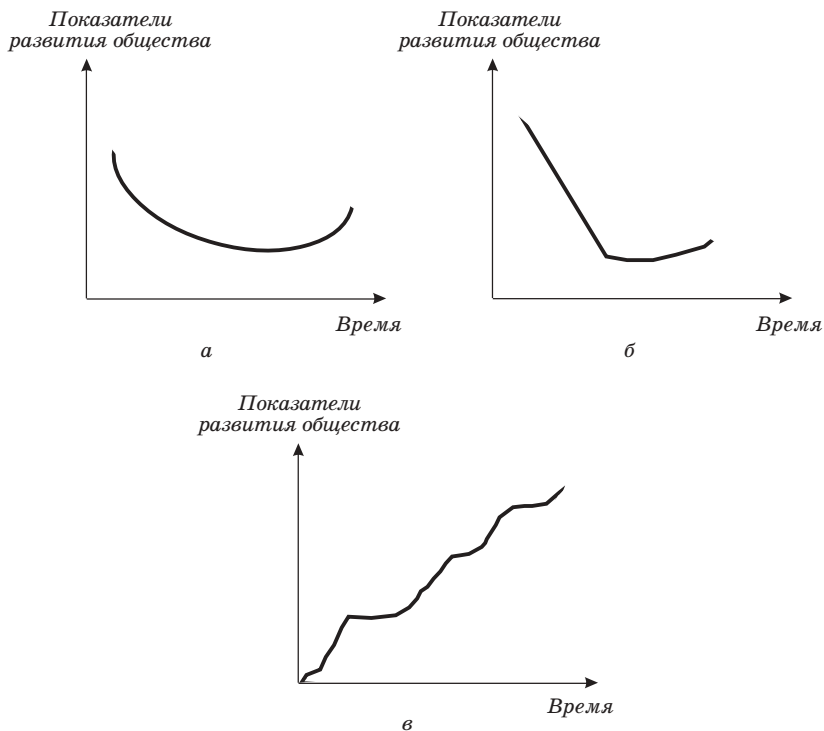 Показатели
развития общества
Время
а
Показатели
развития общества
Время
б
Показатели
развития общества
Время
в